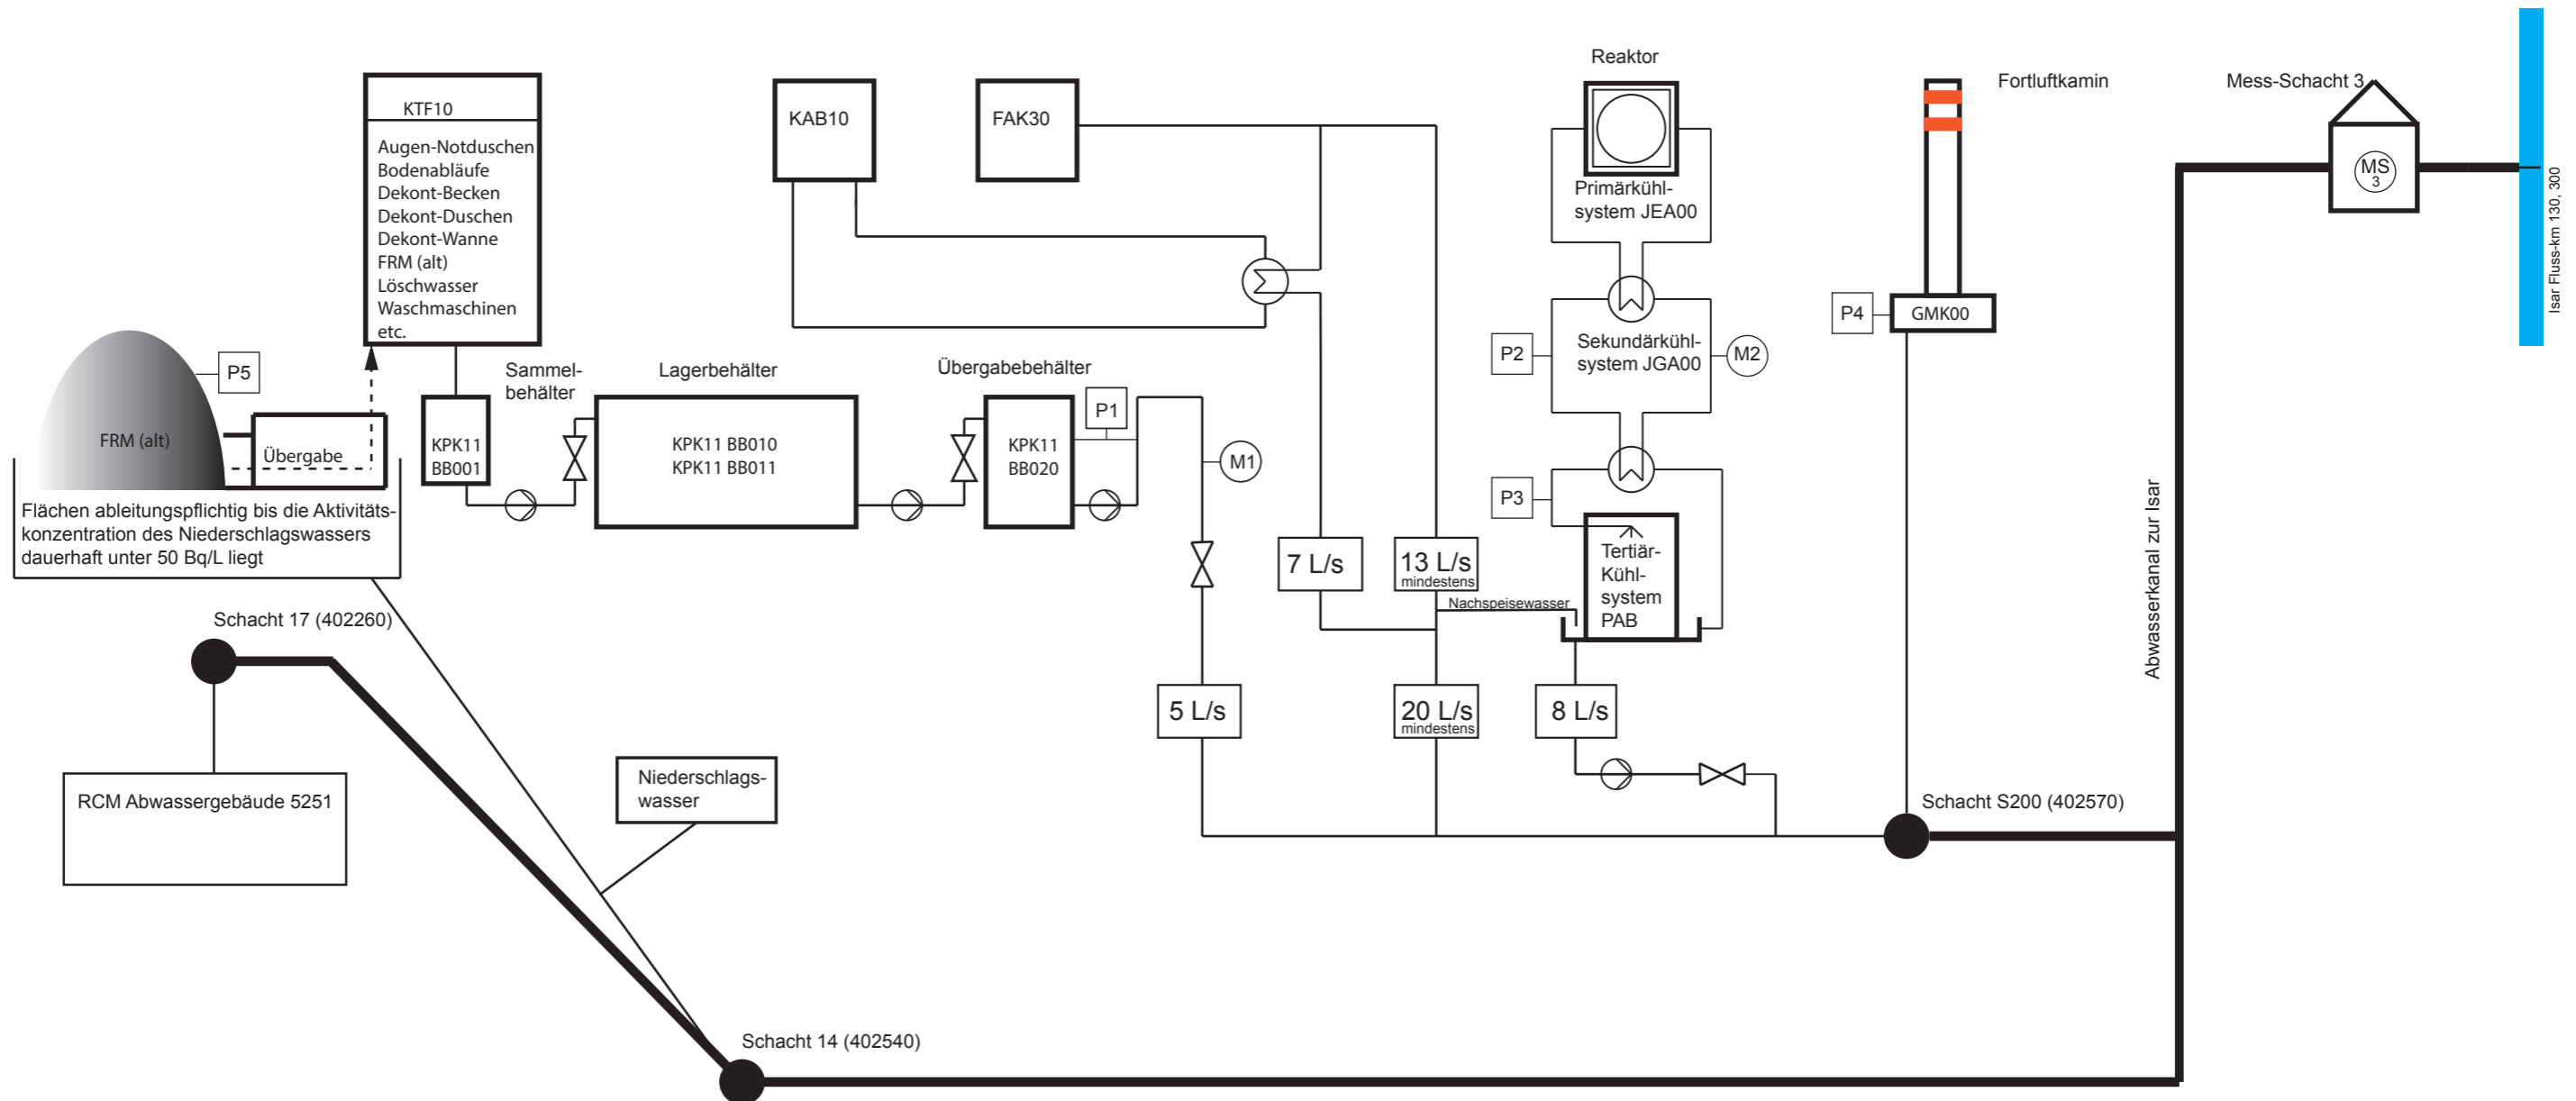 Reaktor
Fortluftkamin
Mess-Schacht 3
KTF10
KAB10
FAK30
Augen-Notduschen
Bodenabläufe
Dekont-Becken
Dekont-Duschen
Dekont-Wanne
FRM (alt)
Löschwasser
Waschmaschinen
etc.
MS
3
Primärkühl-
system JEA00
Isar Fluss-km 130, 300
P4
GMK00
P2
Sekundärkühl-
system JGA00
M2
P5
Sammel-
behälter
Lagerbehälter
Übergabebehälter
P1
FRM (alt)
Übergabe
KPK11
BB001
KPK11 BB010
KPK11 BB011
KPK11
BB020
M1
P3
Flächen ableitungspflichtig bis die Aktivitäts-
konzentration des Niederschlagswassers
dauerhaft unter 50 Bq/L liegt
7 L/s
13 L/s
mindestens
Tertiär-
Kühl-
system
PAB
Nachspeisewasser
Abwasserkanal zur Isar
Schacht 17 (402260)
5 L/s
20 L/s
mindestens
8 L/s
RCM Abwassergebäude 5251
Niederschlags-
wasser
Schacht S200 (402570)
Schacht 14 (402540)